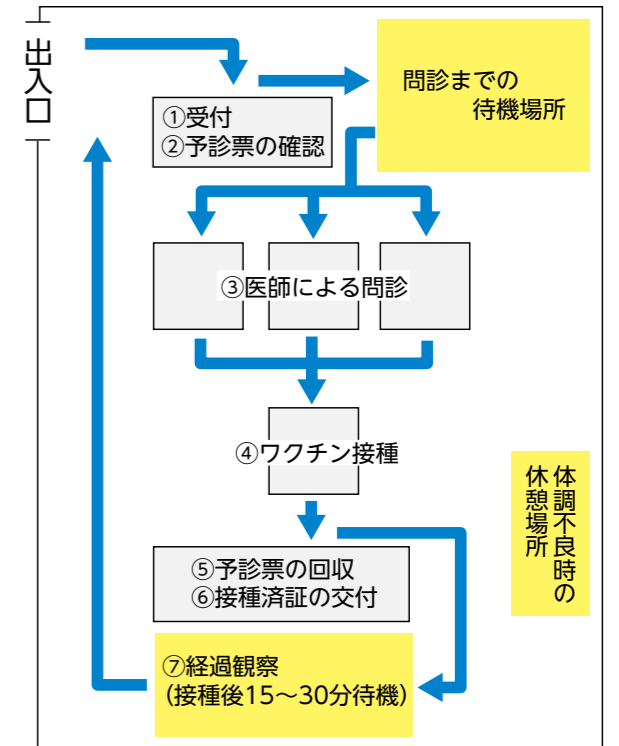 出入口
①受付
②予診票の確認
問診までの
待機場所
③医師による問診
④ワクチン接種
体調不良時の
休憩場所
⑤予診票の回収
⑥接種済証の交付
⑦経過観察
(接種後15～30分待機)